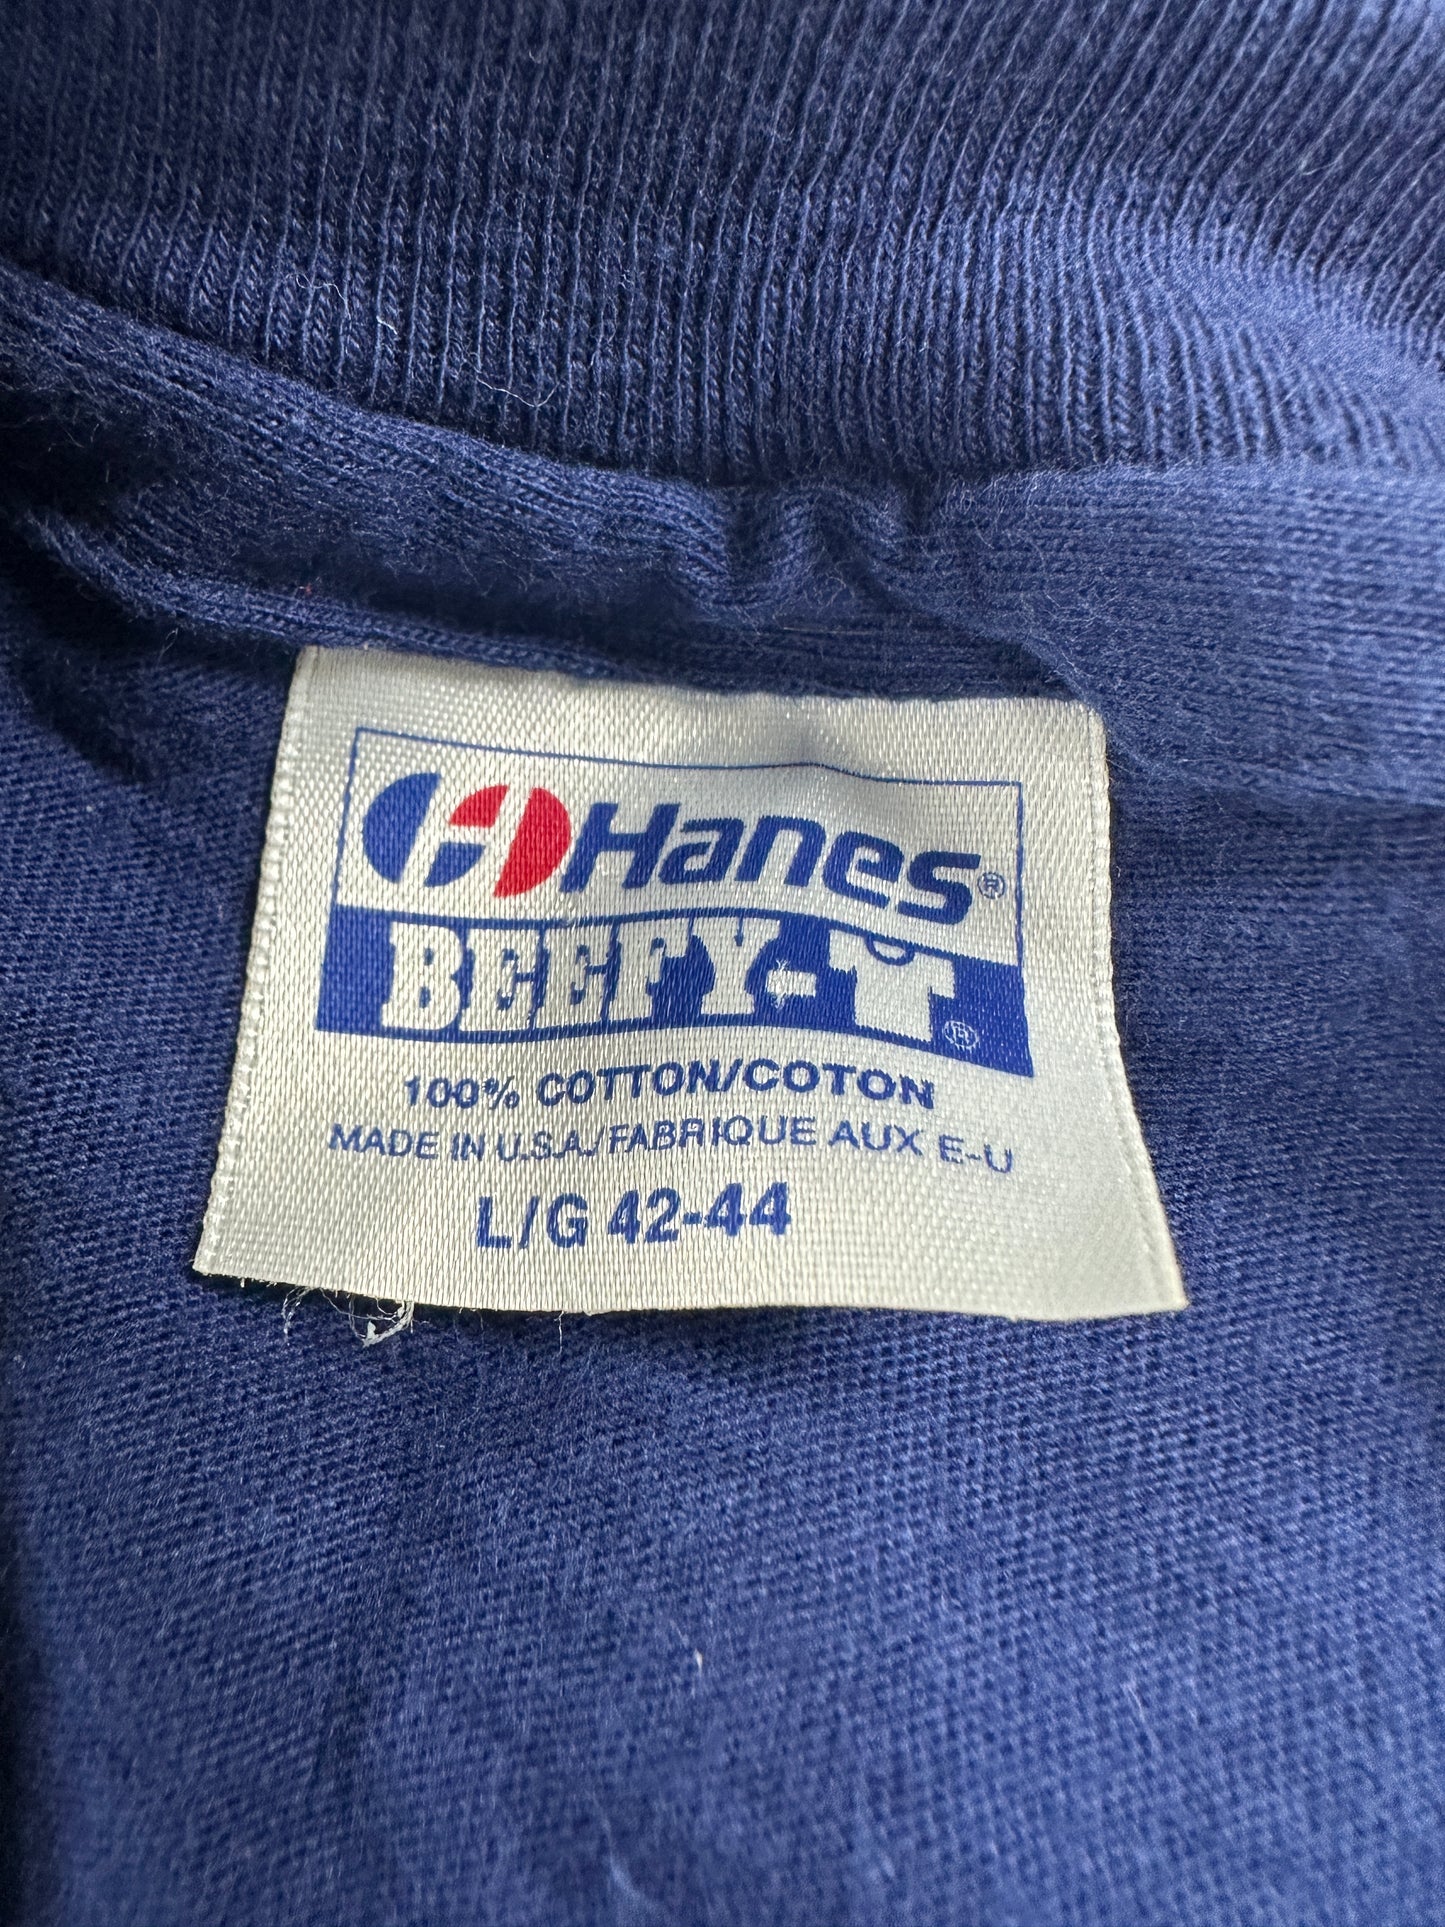 Hanes®
BEEFY-T®
100% COTTON/COTON
MADE IN U.S.A./FABRIQUE AUX E-U
L/G 42-44